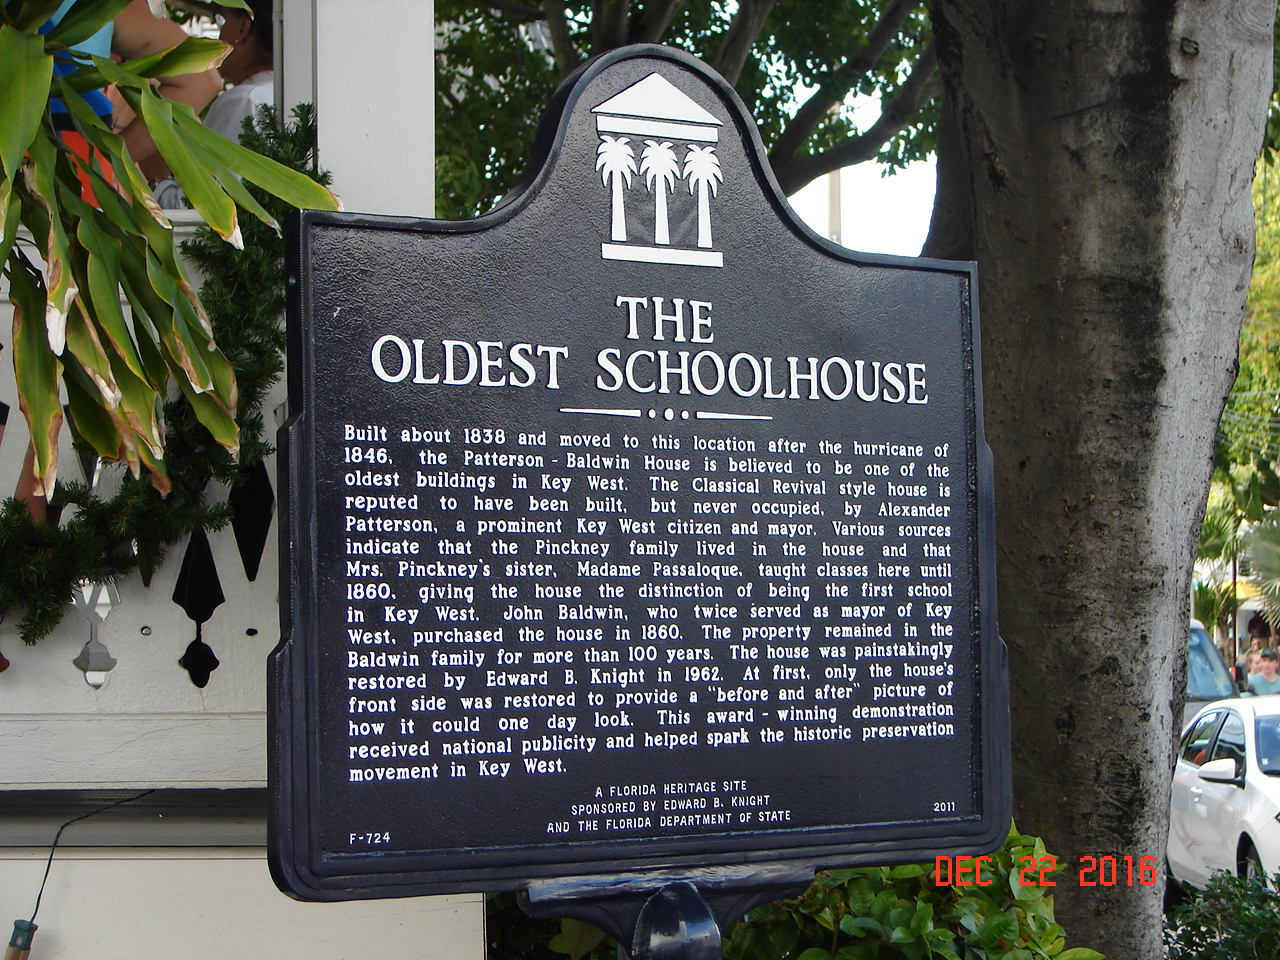 THE
OLDEST SCHOOLHOUSE
Built about 1838 and moved to this location after the hurricane of
1846, the Patterson - Baldwin House is believed to be one of the
oldest buildings in Key West. The Classical Revival style house is
reputed to have been built, but never occupied, by Alexander
Patterson, a prominent Key West citizen and mayor. Various sources
indicate that the Pinckney family lived in the house and that
Mrs. Pinckney's sister, Madame Passaloque, taught classes here until
1860, giving the house the distinction of being the first school
in Key West. John Baldwin, who twice served as mayor of Key
West, purchased the house in 1860. The property remained in the
Baldwin family for more than 100 years. The house was painstakingly
restored by Edward B. Knight in 1962. At first, only the house's
front side was restored to provide a "before and after" picture of
how it could one day look. This award - winning demonstration
received national publicity and helped spark the historic preservation
movement in Key West.
A FLORIDA HERITAGE SITE
SPONSORED BY EDWARD B. KNIGHT
AND THE FLORIDA DEPARTMENT OF STATE
F-724
2011
DEC 22 2016